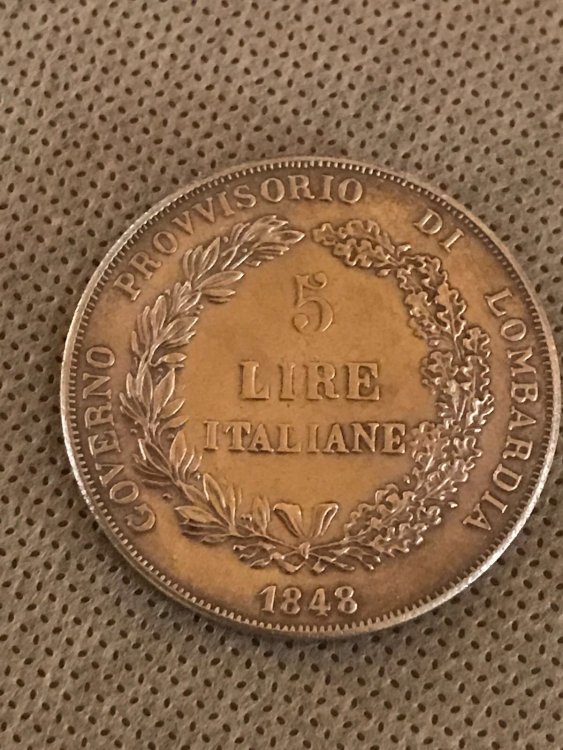 GOVERNO PROVVISORIO DI LOMBARDIA
5
LIRE
ITALIANE
1848